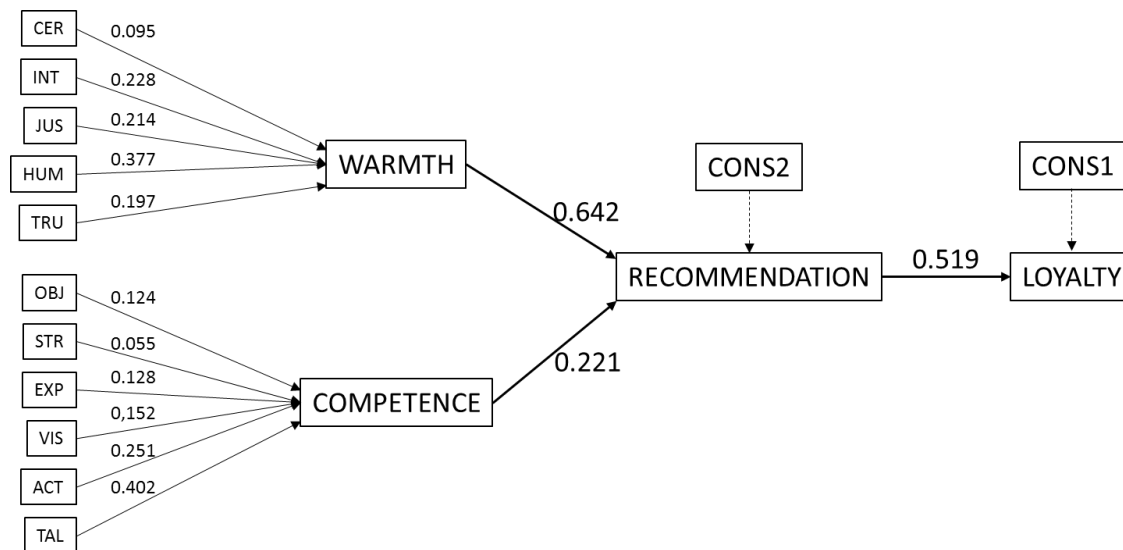 CER
0.095
INT
0.228
JUS
0.214
HUM
0.377
TRU
0.197
WARMTH
0.642
OBJ
0.124
STR
0.055
EXP
0.128
VIS
0,152
ACT
0.251
TAL
0.402
COMPETENCE
0.221
CONS2
RECOMMENDATION
0.519
CONS1
LOYALTY